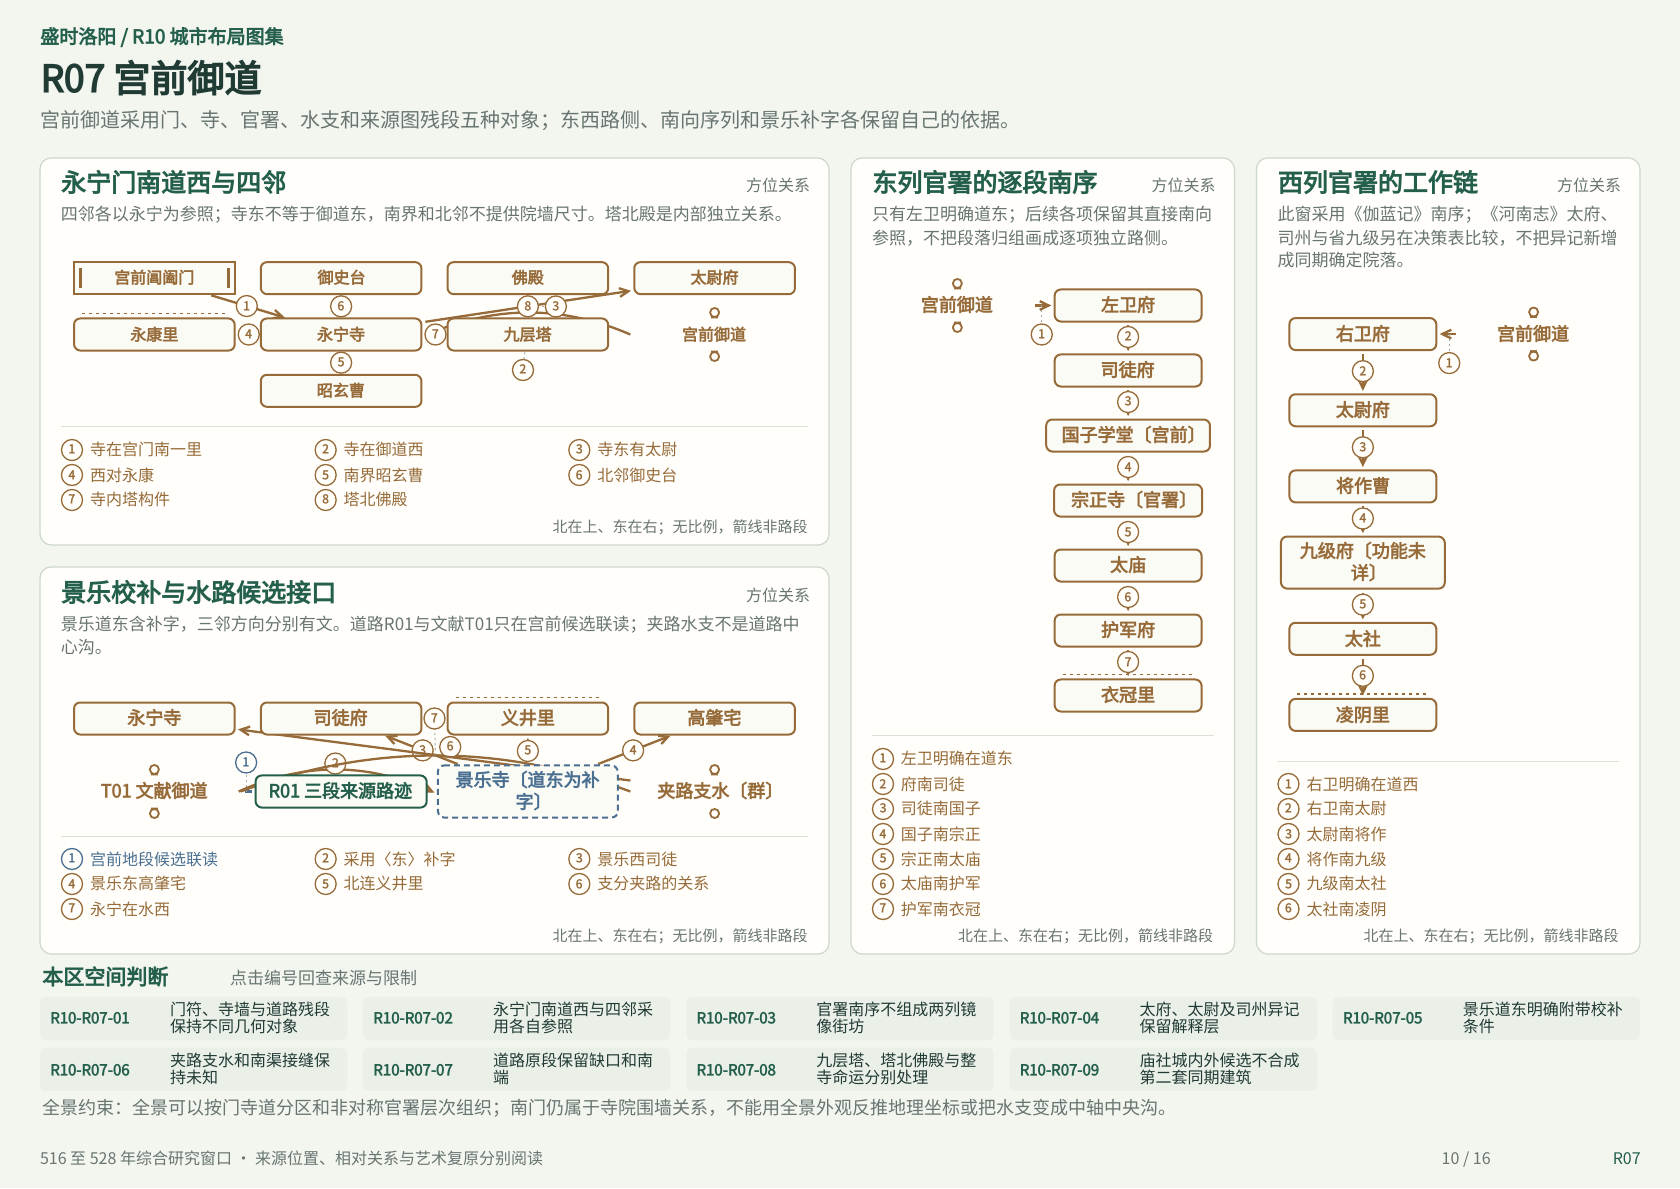 盛时洛阳 / R10 城市布局图集
R07 宫前御道
宫前御道采用门、寺、官署、水支和来源图残段五种对象；东西路侧、南向序列和景乐补字各保留自己的依据。
永宁门南道西与四邻
方位关系
四邻各以永宁为参照；寺东不等于御道东，南界和北邻不提供院墙尺寸。塔北殿是内部独立关系。
宫前阊阖门
御史台
佛殿
太尉府
1
6
8
3
永康里
4
永宁寺
7
九层塔
宫前御道
5
2
昭玄曹
1 寺在宫门南一里
2 寺在御道西
3 寺东有太尉
4 西对永康
5 南界昭玄曹
6 北邻御史台
7 寺内塔构件
8 塔北佛殿
北在上、东在右；无比例，箭线非路段
景乐校补与水路候选接口
方位关系
景乐道东含补字，三邻方向分别有文。道路R01与文献T01只在宫前候选联读；夹路水支不是道路中
心沟。
永宁寺
司徒府
7
义井里
高肇宅
1
2
3
6
5
4
T01 文献御道
R01 三段来源路迹
景乐寺〔道东为补
字〕
夹路支水〔群〕
1 宫前地段候选联读
2 采用〈东〉补字
3 景乐西司徒
4 景乐东高肇宅
5 北连义井里
6 支分夹路的关系
7 永宁在水西
北在上、东在右；无比例，箭线非路段
东列官署的逐段南序
方位关系
只有左卫明确道东；后续各项保留其直接南向
参照，不把段落归组画成逐项独立路侧。
宫前御道
1
左卫府
2
司徒府
3
国子学堂〔宫前〕
4
宗正寺〔官署〕
5
太庙
6
护军府
7
衣冠里
1 左卫明确在道东
2 府南司徒
3 司徒南国子
4 国子南宗正
5 宗正南太庙
6 太庙南护军
7 护军南衣冠
北在上、东在右；无比例，箭线非路段
西列官署的工作链
方位关系
此窗采用《伽蓝记》南序；《河南志》太府、
司州与省九级另在决策表比较，不把异记新增
成同期确定院落。
右卫府
1
宫前御道
2
太尉府
3
将作曹
4
九级府〔功能未
详〕
5
太社
6
凌阴里
1 右卫明确在道西
2 右卫南太尉
3 太尉南将作
4 将作南九级
5 九级南太社
6 太社南凌阴
北在上、东在右；无比例，箭线非路段
本区空间判断
点击编号回查来源与限制
R10-R07-01
门符、寺墙与道路残段
保持不同几何对象
R10-R07-02
永宁门南道西与四邻采
用各自参照
R10-R07-03
官署南序不组成两列镜
像街坊
R10-R07-04
太府、太尉及司州异记
保留解释层
R10-R07-05
景乐道东明确附带校补
条件
R10-R07-06
夹路支水和南渠接缝保
持未知
R10-R07-07
道路原段保留缺口和南
端
R10-R07-08
九层塔、塔北佛殿与整
寺命运分别处理
R10-R07-09
庙社城内外候选不合成
第二套同期建筑
全景约束：全景可以按门寺道分区和非对称官署层次组织；南门仍属于寺院围墙关系，不能用全景外观反推地理坐标或把水支变成中轴中央沟。
516 至 528 年综合研究窗口 · 来源位置、相对关系与艺术复原分别阅读
10 / 16
R07